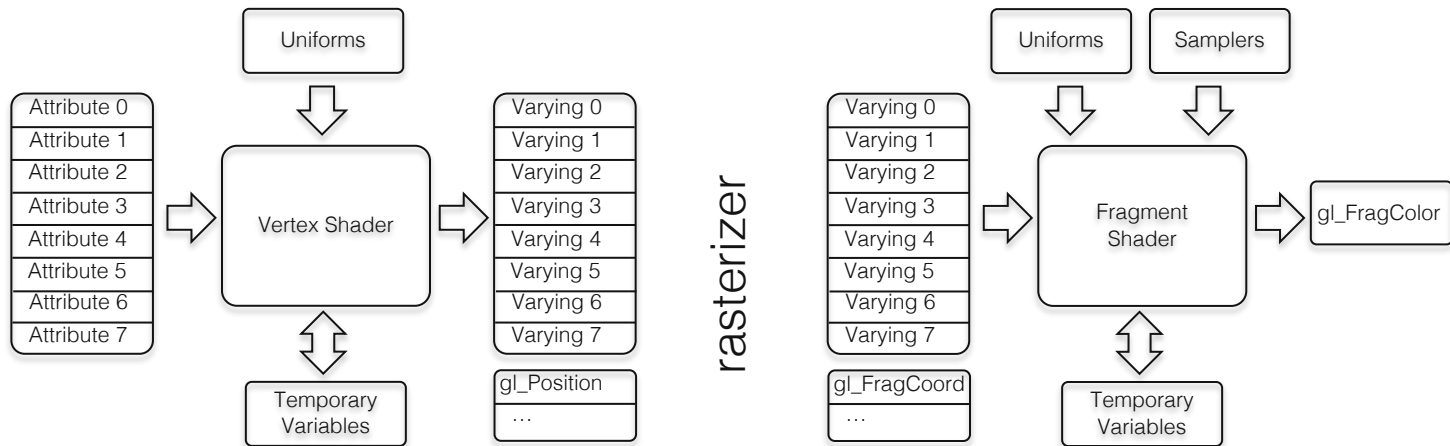 Uniforms
Attribute 0
Attribute 1
Attribute 2
Attribute 3
Attribute 4
Attribute 5
Attribute 6
Attribute 7
Vertex Shader
Temporary
Variables
Varying 0
Varying 1
Varying 2
Varying 3
Varying 4
Varying 5
Varying 6
Varying 7
gl_Position
...
rasterizer
Uniforms
Samplers
Varying 0
Varying 1
Varying 2
Varying 3
Varying 4
Varying 5
Varying 6
Varying 7
gl_FragCoord
...
Fragment
Shader
Temporary
Variables
gl_FragColor